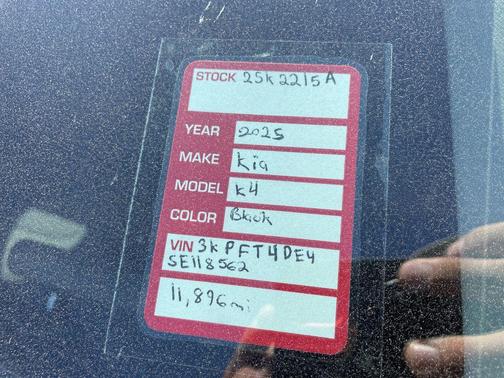 STOCK 25K2215A
YEAR 2025
MAKE Kia
MODEL K4
COLOR Black
VIN 3KPFT4DE4
SE118562
11,896mi